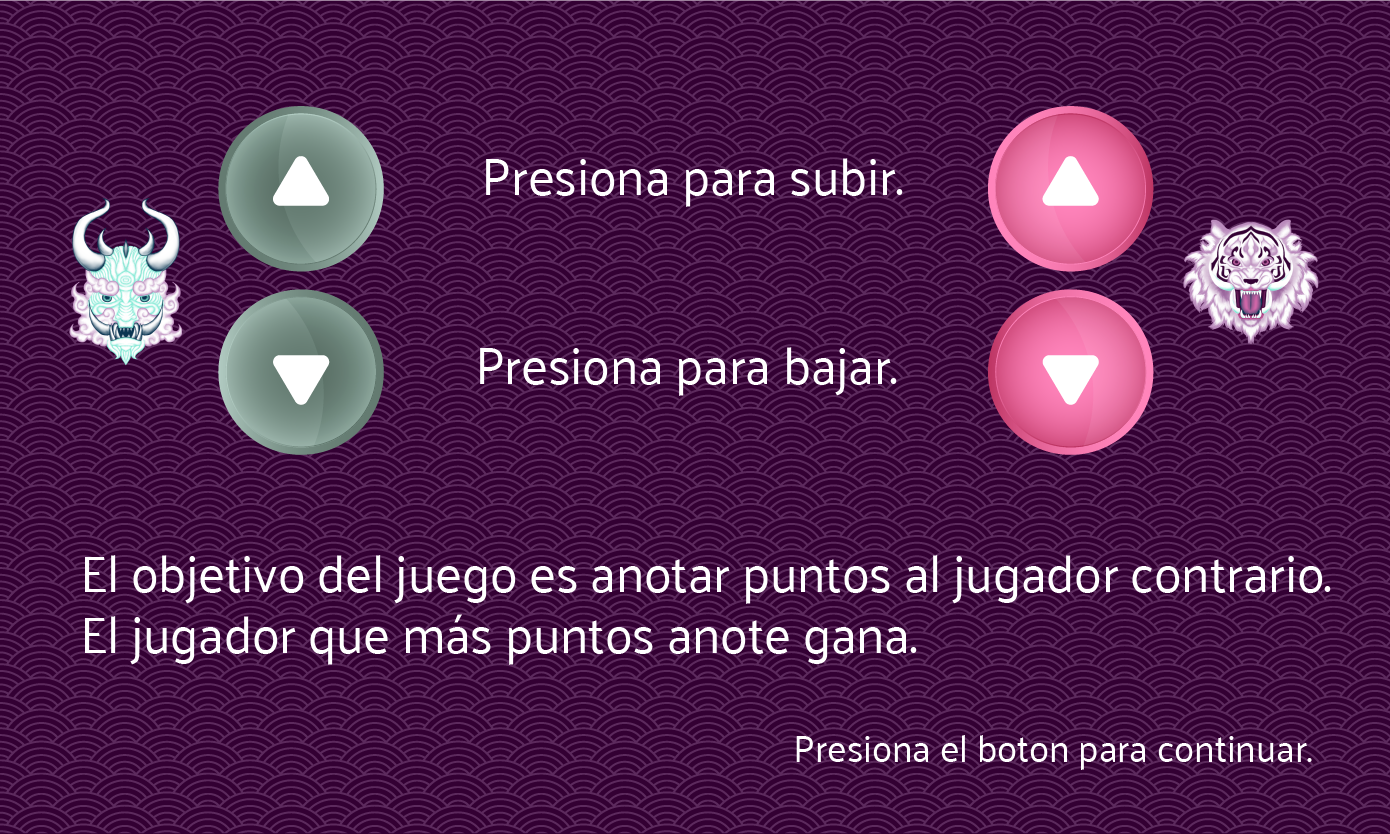 Presiona para subir.
Presiona para bajar.
El objetivo del juego es anotar puntos al jugador contrario.
El jugador que más puntos anote gana.
Presiona el boton para continuar.